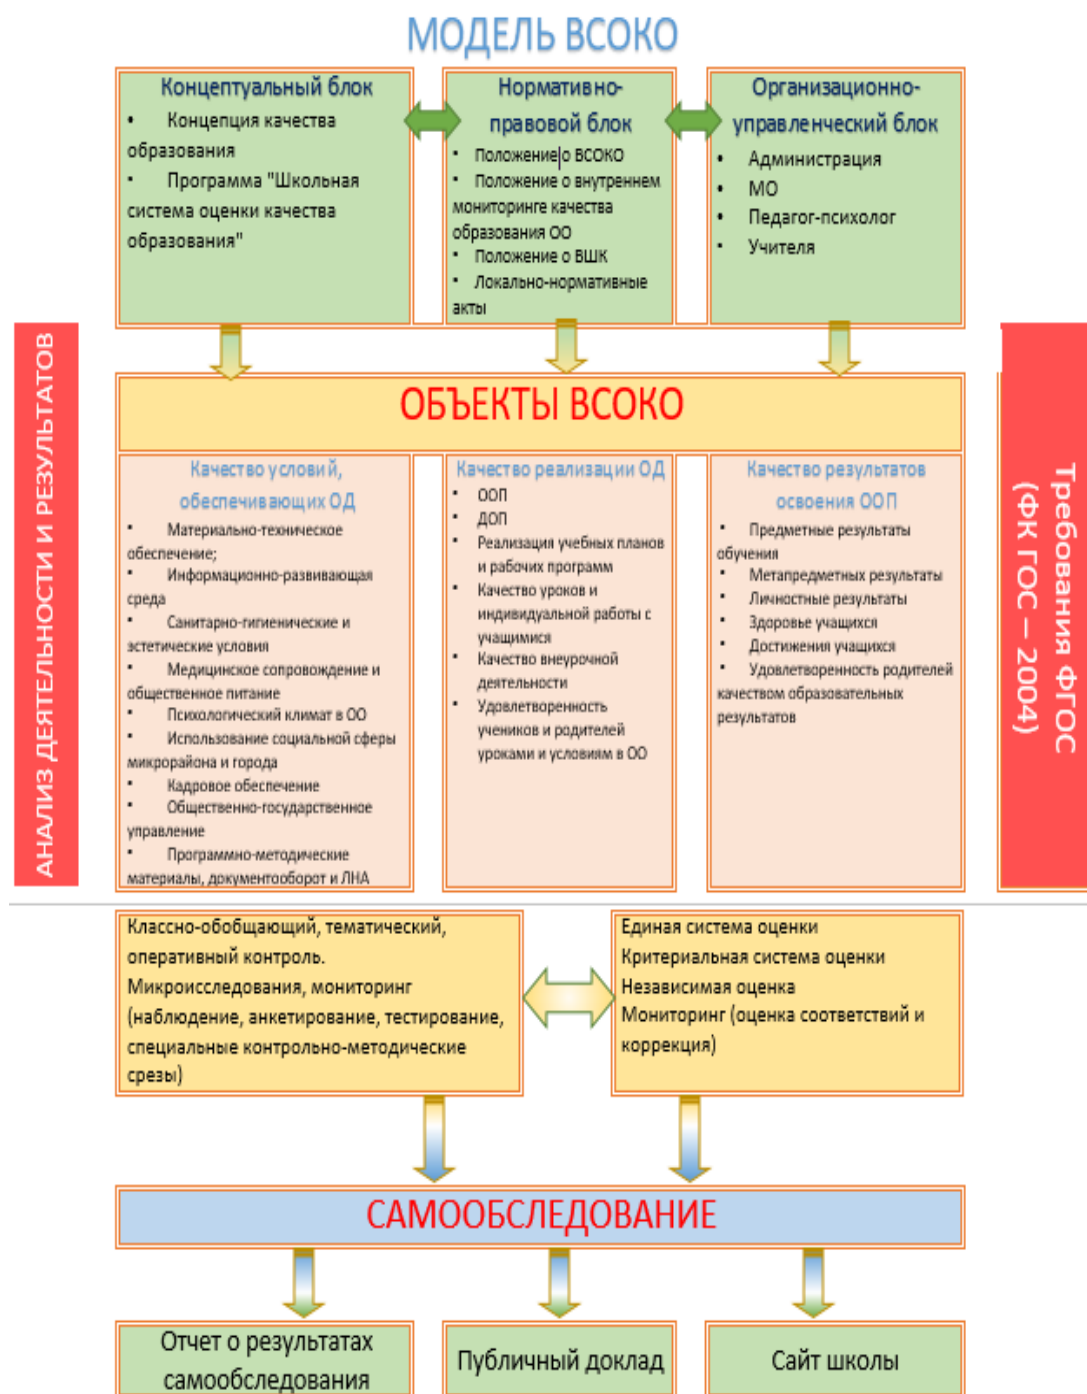 МОДЕЛЬ ВСОКО
Концептуальный блок
• Концепция качества
образования
• Программа "Школьная
система оценки качества
образования"
Нормативно-
правовой блок
• Положение о ВСОКО
• Положение о внутреннем
мониторинге качества
образования ОО
• Положение о ВШК
• Локально-нормативные
акты
Организационно-
управленческий блок
• Администрация
• МО
• Педагог-психолог
• Учителя
АНАЛИЗ ДЕЯТЕЛЬНОСТИ И РЕЗУЛЬТАТОВ
ОБЪЕКТЫ ВСОКО
Качество условий,
обеспечивающих ОД
• Материально-техническое
обеспечение;
• Информационно-развивающая
среда
• Санитарно-гигиенические и
эстетические условия
• Медицинское сопровождение и
общественное питание
• Психологический климат в ОО
• Использование социальной сферы
микрорайона и города
• Кадровое обеспечение
• Общественно-государственное
управление
• Программно-методические
материалы, документооборот и ЛНА
Качество реализации ОД
• ООП
• ДОП
• Реализация учебных планов
и рабочих программ
• Качество уроков и
индивидуальной работы с
учащимися
• Качество внеурочной
деятельности
• Удовлетворенность
учеников и родителей
уроками и условиям в ОО
Качество результатов
освоения ООП
• Предметные результаты
обучения
• Метапредметных результаты
• Личностные результаты
• Здоровье учащихся
• Достижения учащихся
• Удовлетворенность родителей
качеством образовательных
результатов
Требования ФГОС
(ФК ГОС – 2004)
Классно-обобщающий, тематический,
оперативный контроль.
Микроисследования, мониторинг
(наблюдение, анкетирование, тестирование,
специальные контрольно-методические
срезы)
Единая система оценки
Критериальная система оценки
Независимая оценка
Мониторинг (оценка соответствий и
коррекция)
САМООБСЛЕДОВАНИЕ
Отчет о результатах
самообследования
Публичный доклад
Сайт школы